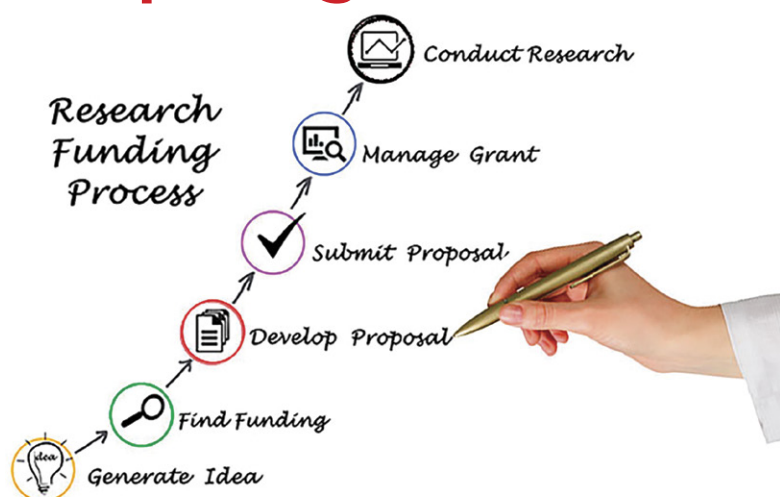 Research
Funding
Process
Conduct Research
Manage Grant
Submit Proposal
Develop Proposal
Find Funding
idea
Generate Idea